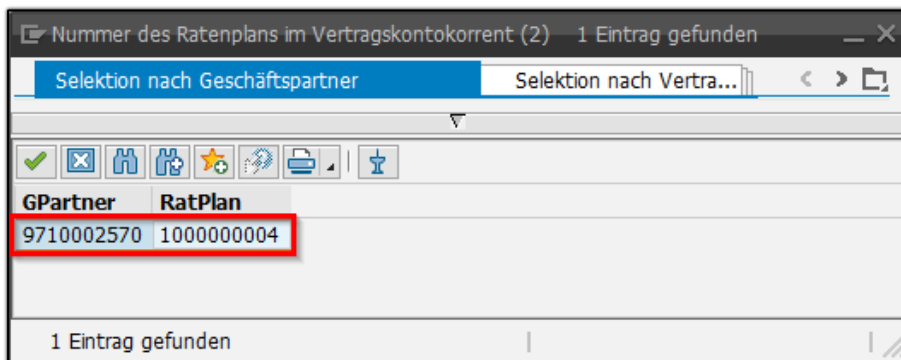 Nummer des Ratenplans im Vertragskontokorrent (2) 1 Eintrag gefunden
Selektion nach Geschäftspartner Selektion nach Vertra...
GPartner RatPlan
9710002570 1000000004
1 Eintrag gefunden